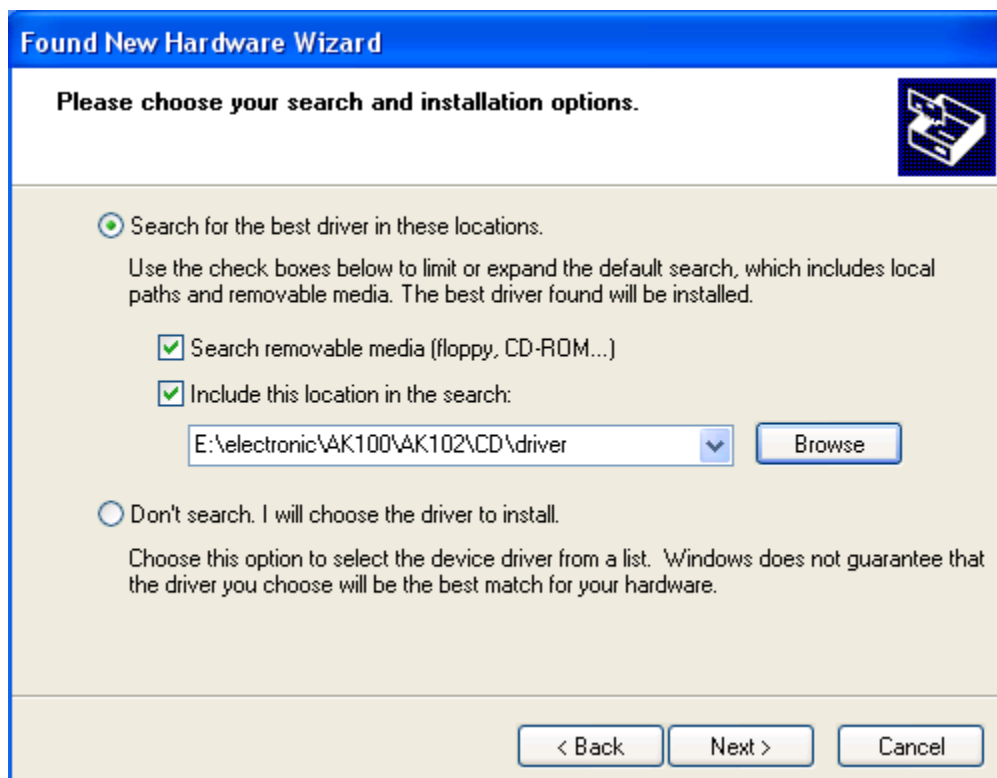 Found New Hardware Wizard
Please choose your search and installation options.
Search for the best driver in these locations.
Use the check boxes below to limit or expand the default search, which includes local
paths and removable media. The best driver found will be installed.
Search removable media (floppy, CD-ROM...)
Include this location in the search:
E:\electronic\AK100\AK102\CD\driver
Browse
Don't search. I will choose the driver to install.
Choose this option to select the device driver from a list. Windows does not guarantee that
the driver you choose will be the best match for your hardware.
< Back Next > Cancel